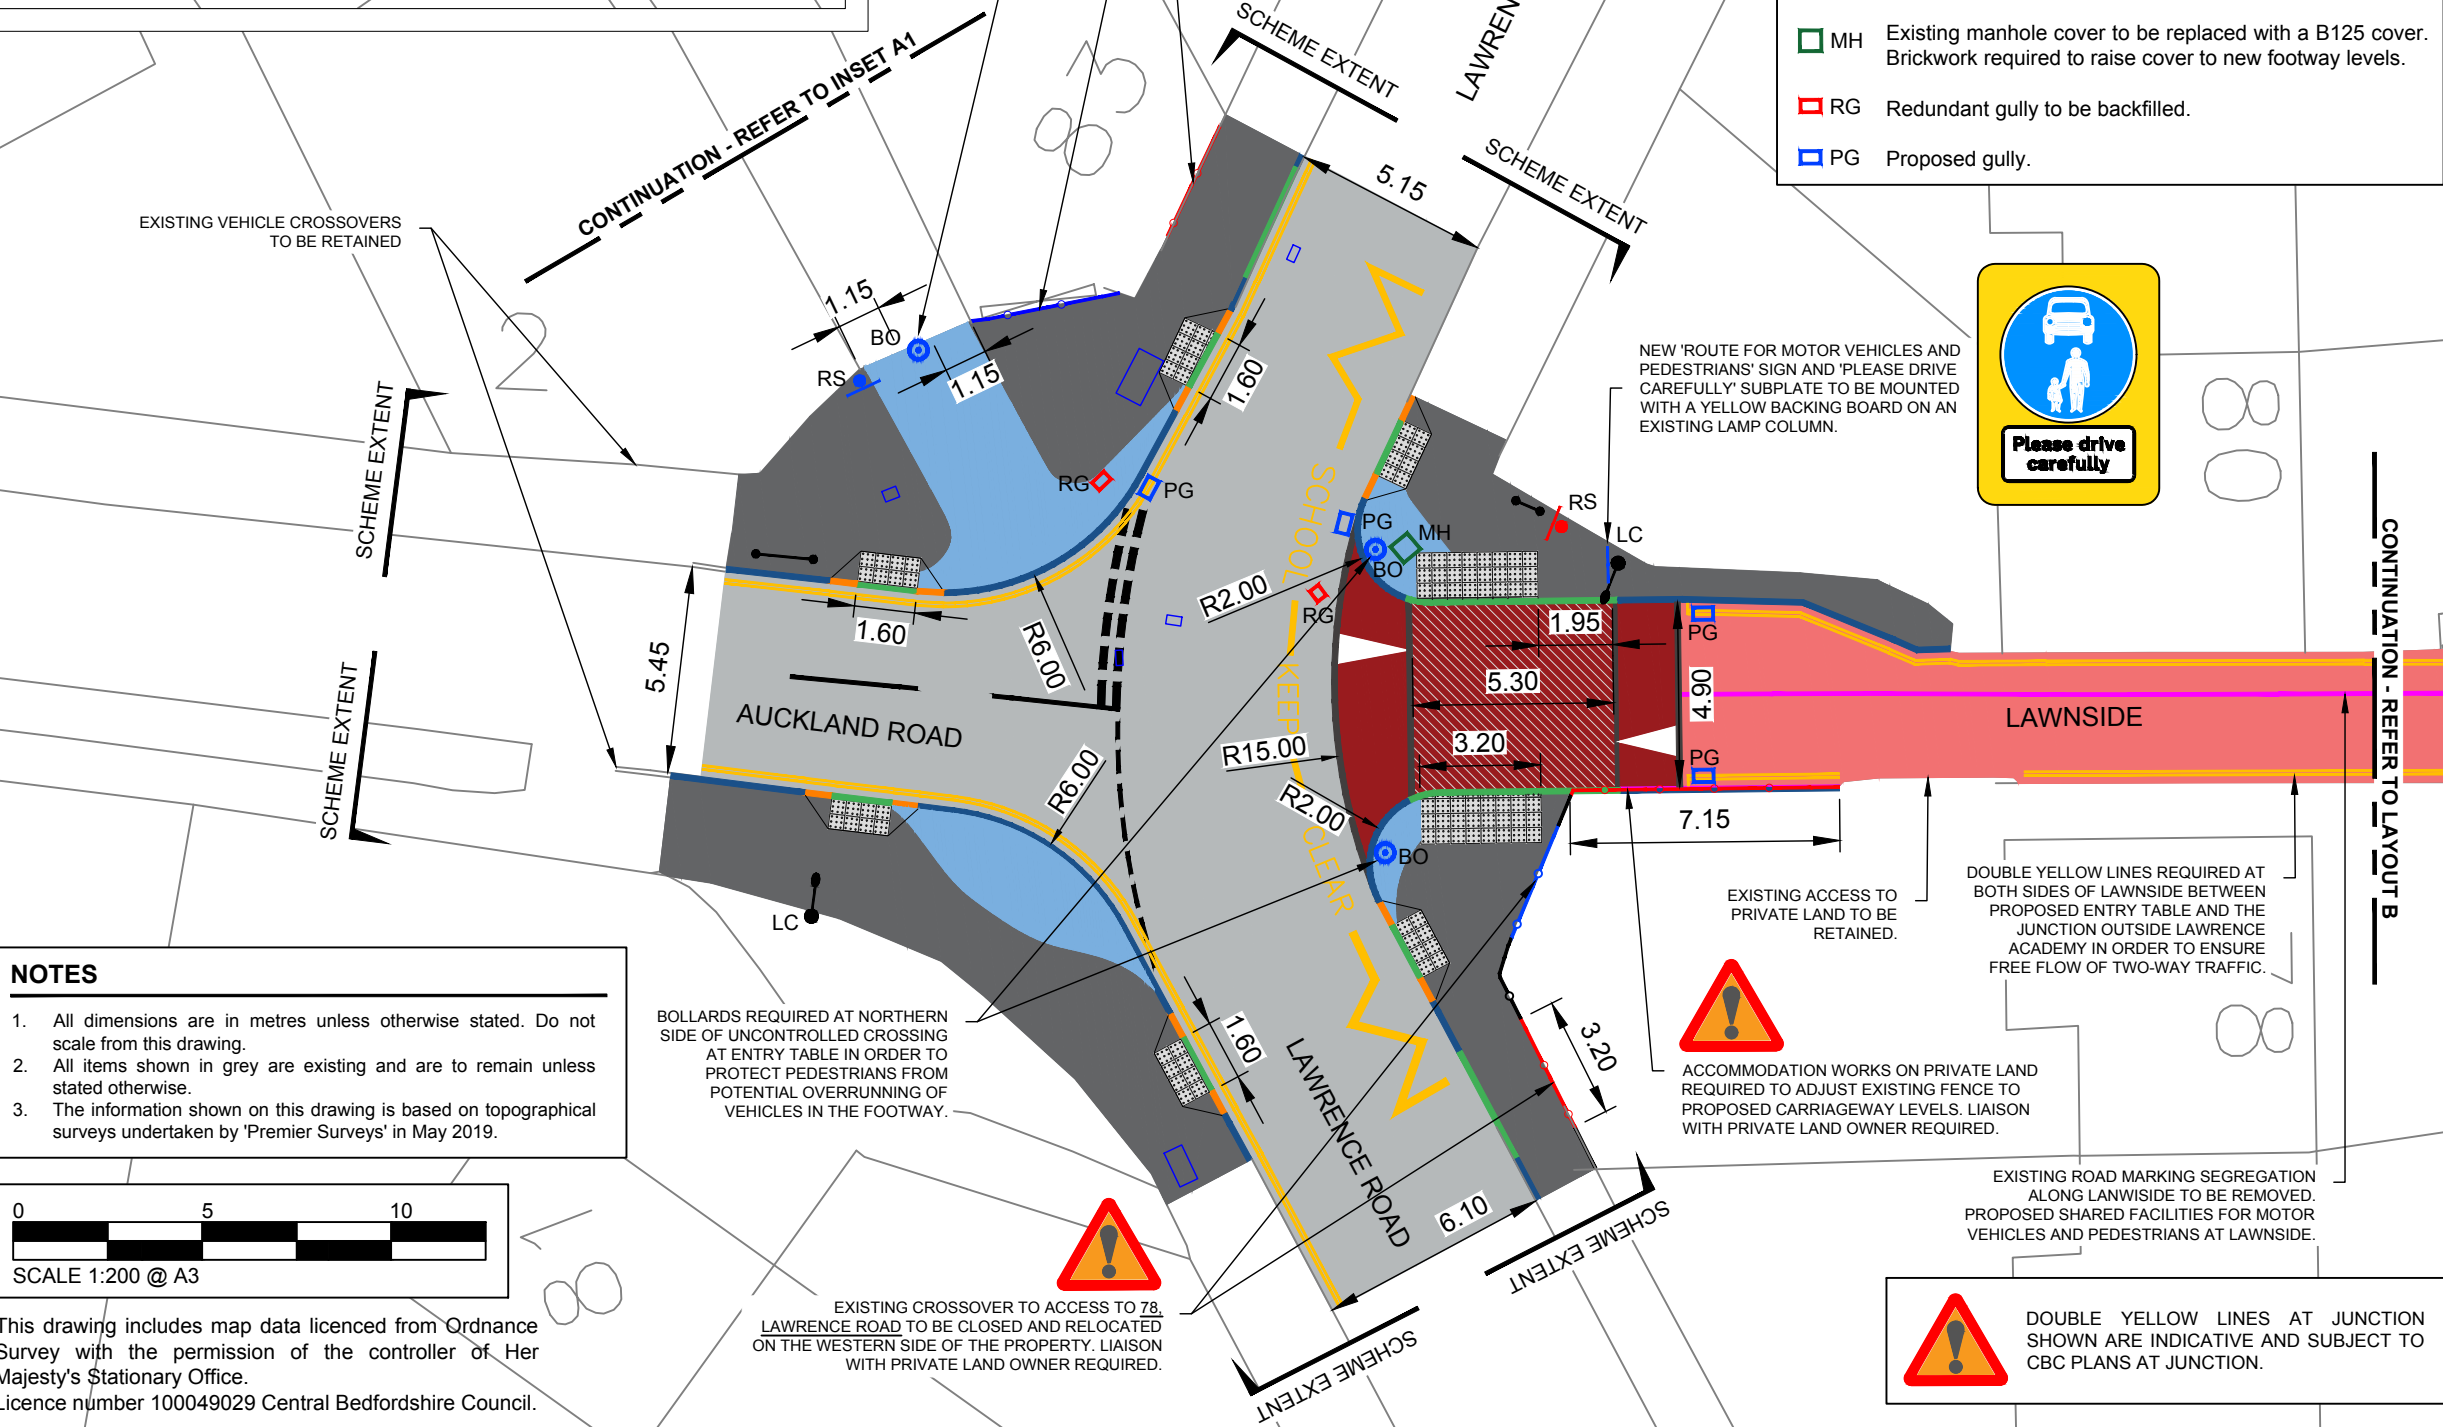 MH
Existing manhole cover to be replaced with a B125 cover.
Brickwork required to raise cover to new footway levels.
RG
Redundant gully to be backfilled.
PG
Proposed gully.
CONTINUATION - REFER TO INSET A1
SCHEME EXTENT
LAWREN
SCHEME EXTENT
83
5.15
EXISTING VEHICLE CROSSOVERS
TO BE RETAINED
2
1.15
BO
RS
1.15
1.60
NEW 'ROUTE FOR MOTOR VEHICLES AND
PEDESTRIANS' SIGN AND 'PLEASE DRIVE
CAREFULLY' SUBPLATE TO BE MOUNTED
WITH A YELLOW BACKING BOARD ON AN
EXISTING LAMP COLUMN.
Please drive
carefully
80
SCHEME EXTENT
RG
PG
SCHOOL
KEEP
CLEAR
PG
MH
BO
RG
RS
LC
R2.00
1.60
R6.00
5.45
SCHEME EXTENT
AUCKLAND ROAD
R6.00
R15.00
R2.00
BO
1.95
5.30
3.20
4.90
PG
PG
LAWNSIDE
7.15
CONTINUATION - REFER TO LAYOUT B
LC
EXISTING ACCESS TO
PRIVATE LAND TO BE
RETAINED.
DOUBLE YELLOW LINES REQUIRED AT
BOTH SIDES OF LAWNSIDE BETWEEN
PROPOSED ENTRY TABLE AND THE
JUNCTION OUTSIDE LAWRENCE
ACADEMY IN ORDER TO ENSURE
FREE FLOW OF TWO-WAY TRAFFIC.
NOTES
1. All dimensions are in metres unless otherwise stated. Do not
scale from this drawing.
2. All items shown in grey are existing and are to remain unless
stated otherwise.
3. The information shown on this drawing is based on topographical
surveys undertaken by 'Premier Surveys' in May 2019.
BOLLARDS REQUIRED AT NORTHERN
SIDE OF UNCONTROLLED CROSSING
AT ENTRY TABLE IN ORDER TO
PROTECT PEDESTRIANS FROM
POTENTIAL OVERRUNNING OF
VEHICLES IN THE FOOTWAY.
1.60
LAWRENCE ROAD
3.20
6.10
ACCOMMODATION WORKS ON PRIVATE LAND
REQUIRED TO ADJUST EXISTING FENCE TO
PROPOSED CARRIAGEWAY LEVELS. LIAISON
WITH PRIVATE LAND OWNER REQUIRED.
EXISTING ROAD MARKING SEGREGATION
ALONG LANWISIDE TO BE REMOVED.
PROPOSED SHARED FACILITIES FOR MOTOR
VEHICLES AND PEDESTRIANS AT LAWNSIDE.
SCHEME EXTENT
SCHEME EXTENT
0 5 10
SCALE 1:200 @ A3
This drawing includes map data licenced from Ordnance
Survey with the permission of the controller of Her
Majesty's Stationary Office.
Licence number 100049029 Central Bedfordshire Council.
EXISTING CROSSOVER TO ACCESS TO 78,
LAWRENCE ROAD TO BE CLOSED AND RELOCATED
ON THE WESTERN SIDE OF THE PROPERTY. LIAISON
WITH PRIVATE LAND OWNER REQUIRED.
DOUBLE YELLOW LINES AT JUNCTION
SHOWN ARE INDICATIVE AND SUBJECT TO
CBC PLANS AT JUNCTION.